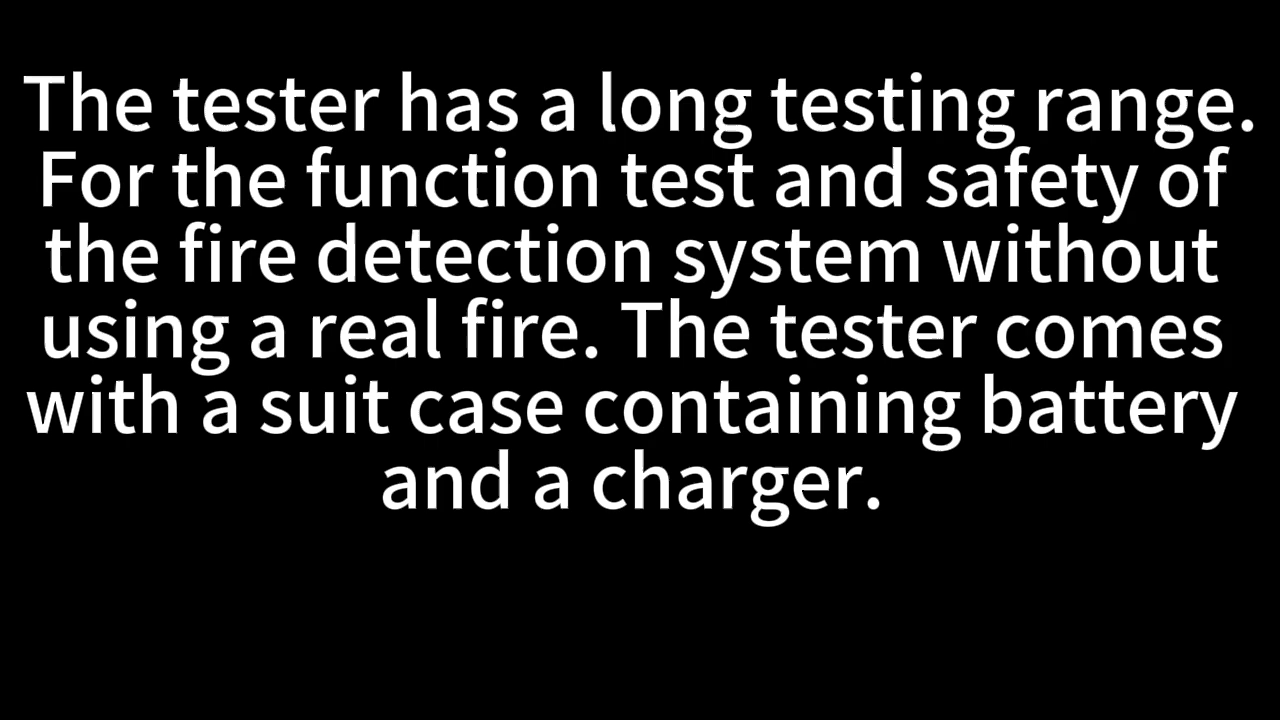 The tester has a long testing range.
For the function test and safety of
the fire detection system without
using a real fire. The tester comes
with a suit case containing battery
and a charger.